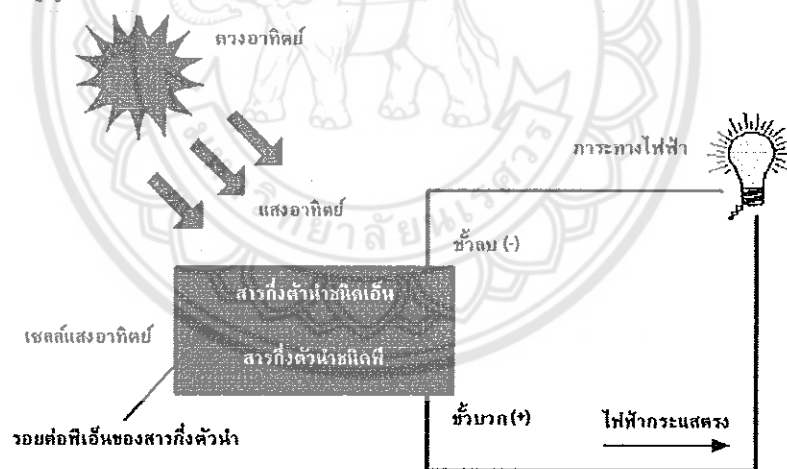 ดวงอาทิตย์
ภาระทางไฟฟ้า
แสงอาทิตย์
ขั้วลบ (-)
สารกึ่งตัวนำชนิดเอ็น
เซลล์แสงอาทิตย์
สารกึ่งตัวนำชนิดพี
ขั้วบวก (+)
ไฟฟ้ากระแสตรง
รอยต่อพีเอ็นของสารกึ่งตัวนำ